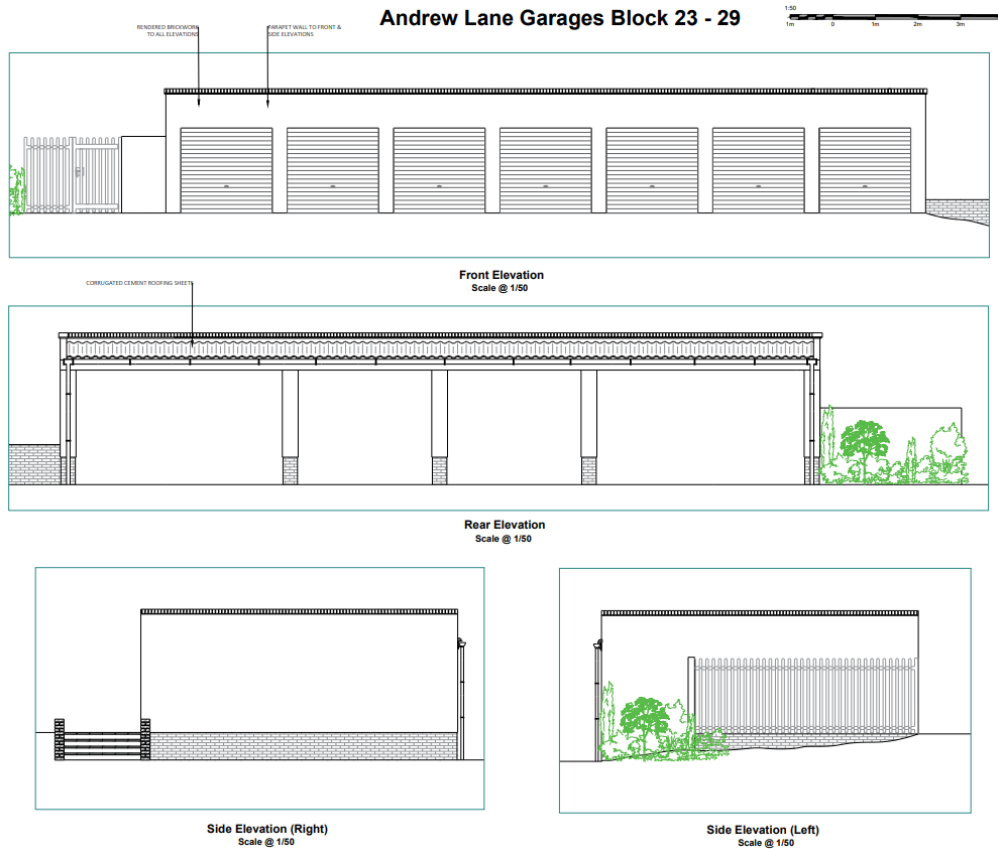 Andrew Lane Garages Block 23 - 29
1:50
1m 0 1m 2m 3m
RENDERED BRICKWORK
TO ALL ELEVATIONS
PARAPET WALL TO FRONT &
SIDE ELEVATIONS
Front Elevation
Scale @ 1/50
CORRUGATED CEMENT ROOFING SHEETS
Rear Elevation
Scale @ 1/50
Side Elevation (Right)
Scale @ 1/50
Side Elevation (Left)
Scale @ 1/50